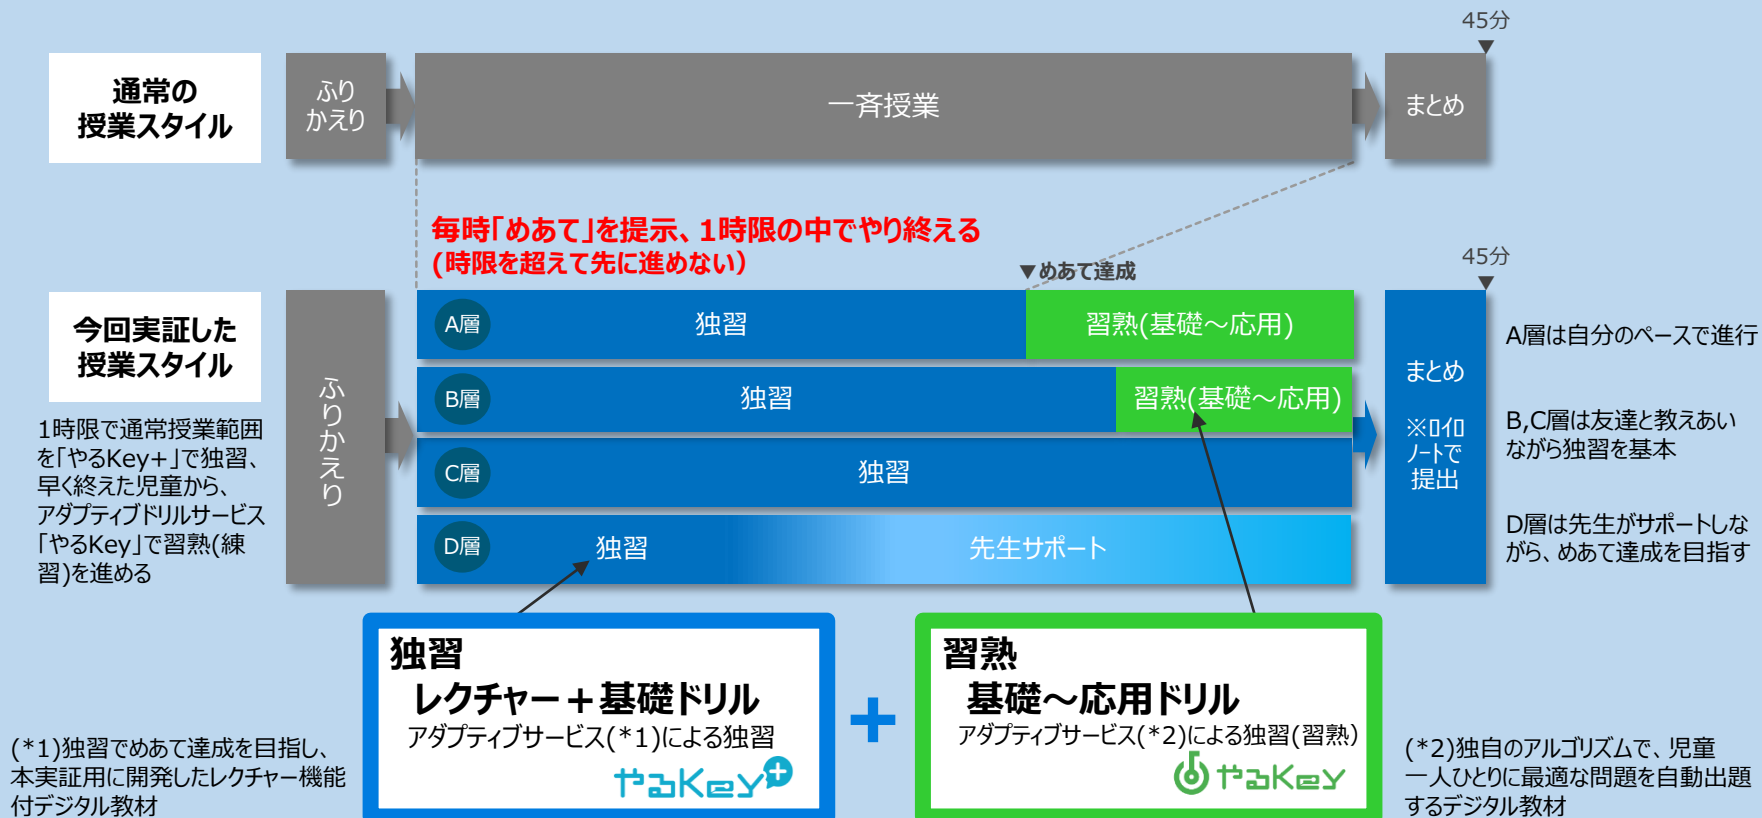 45分
通常の
授業スタイル
ふり
かえり
一斉授業
まとめ
毎時「めあて」を提示、1時限の中でやり終える
(時限を超えて先に進めない)
▼めあて達成
45分
今回実証した
授業スタイル
1時限で通常授業範囲
を「やるKey+」で独習、
早く終えた児童から、
アダプティブドリルサービス
「やるKey」で習熟(練
習)を進める
ふりかえり
A層
独習
習熟(基礎～応用)
B層
独習
習熟(基礎～応用)
C層
独習
D層
独習
先生サポート
まとめ
※ロイロ
ノートで
提出
A層は自分のペースで進行
B,C層は友達と教えあい
ながら独習を基本
D層は先生がサポートしな
がら、めあて達成を目指す
独習
レクチャー＋基礎ドリル
アダプティブサービス(*1)による独習
やるKey+
+
習熟
基礎～応用ドリル
アダプティブサービス(*2)による独習(習熟)
やるKey
(*1)独習でめあて達成を目指し、
本実証用に開発したレクチャー機能
付デジタル教材
(*2)独自のアルゴリズムで、児童
一人ひとりに最適な問題を自動出題
するデジタル教材